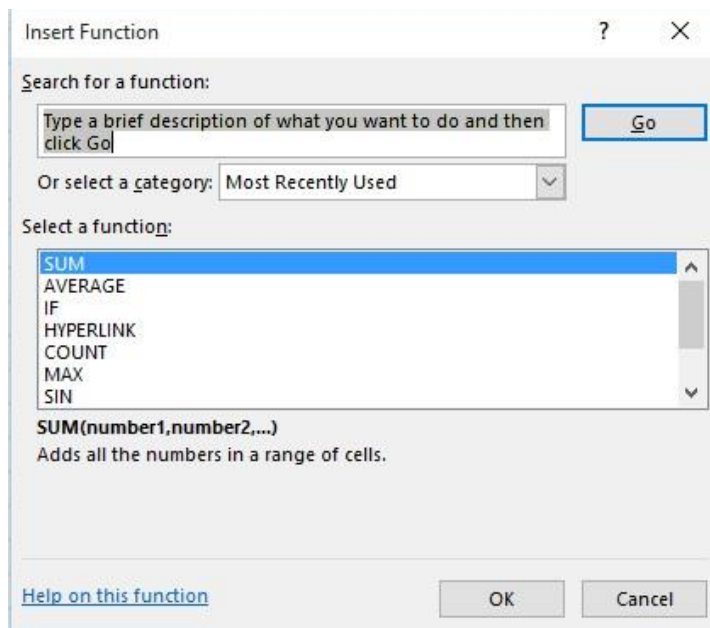 Insert Function ? ×
Search for a function:
Type a brief description of what you want to do and then
click Go
Go
Or select a category: Most Recently Used
Select a function:
SUM
AVERAGE
IF
HYPERLINK
COUNT
MAX
SIN
SUM(number1,number2,...)
Adds all the numbers in a range of cells.
Help on this function
OK
Cancel